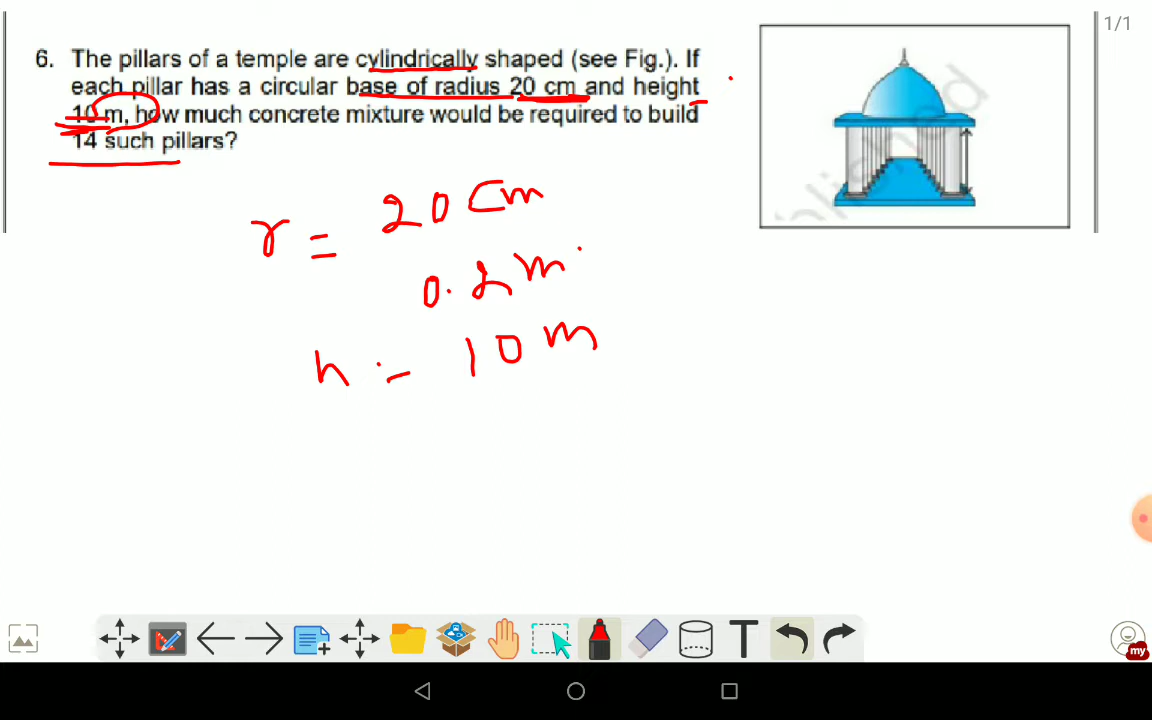 1/1
6. The pillars of a temple are cylindrically shaped (see Fig.). If
each pillar has a circular base of radius 20 cm and height
10 m, how much concrete mixture would be required to build
14 such pillars?
r = 20 cm
0.2 m.
h = 10 m
T
my